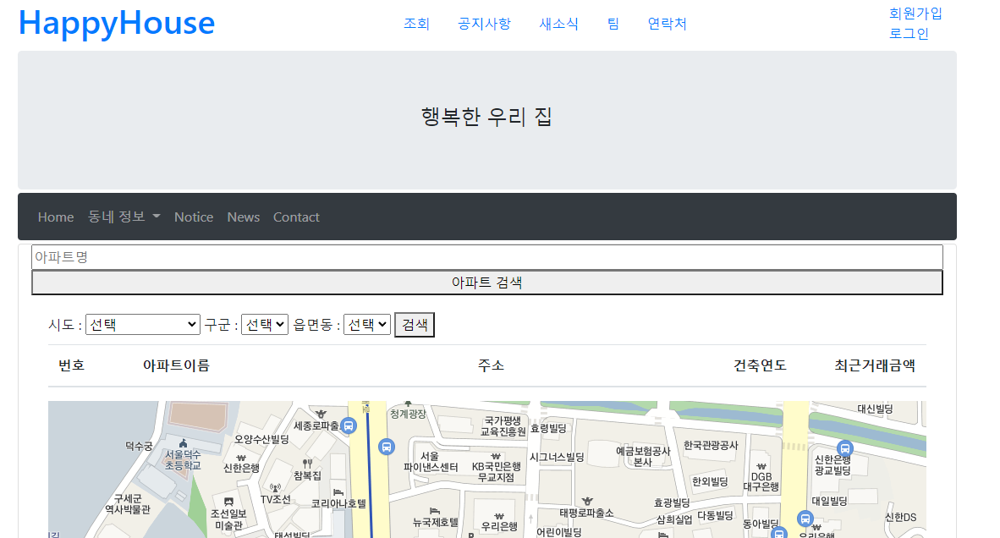 HappyHouse
조회 공지사항 새소식 팀 연락처
회원가입
로그인
행복한 우리 집
Home 동네 정보 Notice News Contact
아파트명
아파트 검색
시도 : 선택 구군 : 선택 읍면동 : 선택 검색
번호 아파트이름 주소 건축연도 최근거래금액
청계광장
대신빌딩
세종로파출소
국가평생
교육진흥원
효령빌딩
덕수궁
서울덕수
초등학교
오양수산빌딩
신한은행
참복집
서울
파이낸스센터
KB국민은행
무교지점
시그너스빌딩
예금보험공사
본사
한국관광공사
신한은행
광교빌딩
DGB
대구은행
한외빌딩
구세군
역사박물관
TV조선
코리아나호텔
조선일보
미술관
뉴국제호텔
우리은행
태평로파출소
효광빌딩
삼희실업
다동빌딩
동아빌딩
대일빌딩
신한DS
태성빌딩
어린이빌딩
우리은행
P